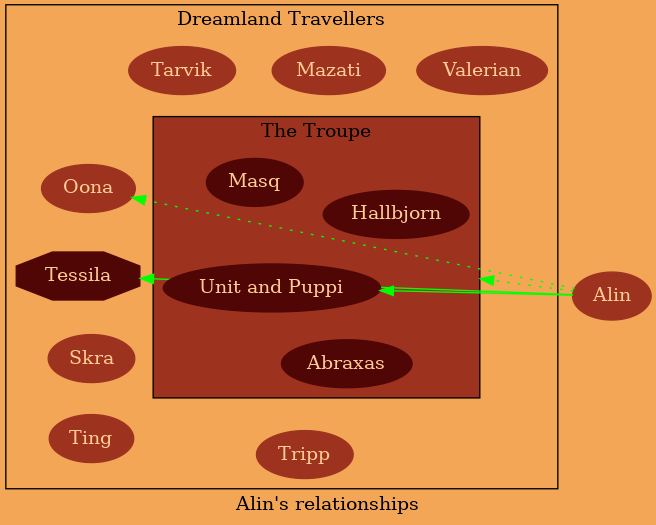 Dreamland Travellers
Tarvik
Mazati
Valerian
The Troupe
Masq
Oona
Hallbjorn
Tessila
Unit and Puppi
Alin
Skra
Abraxas
Ting
Tripp
Alin's relationships